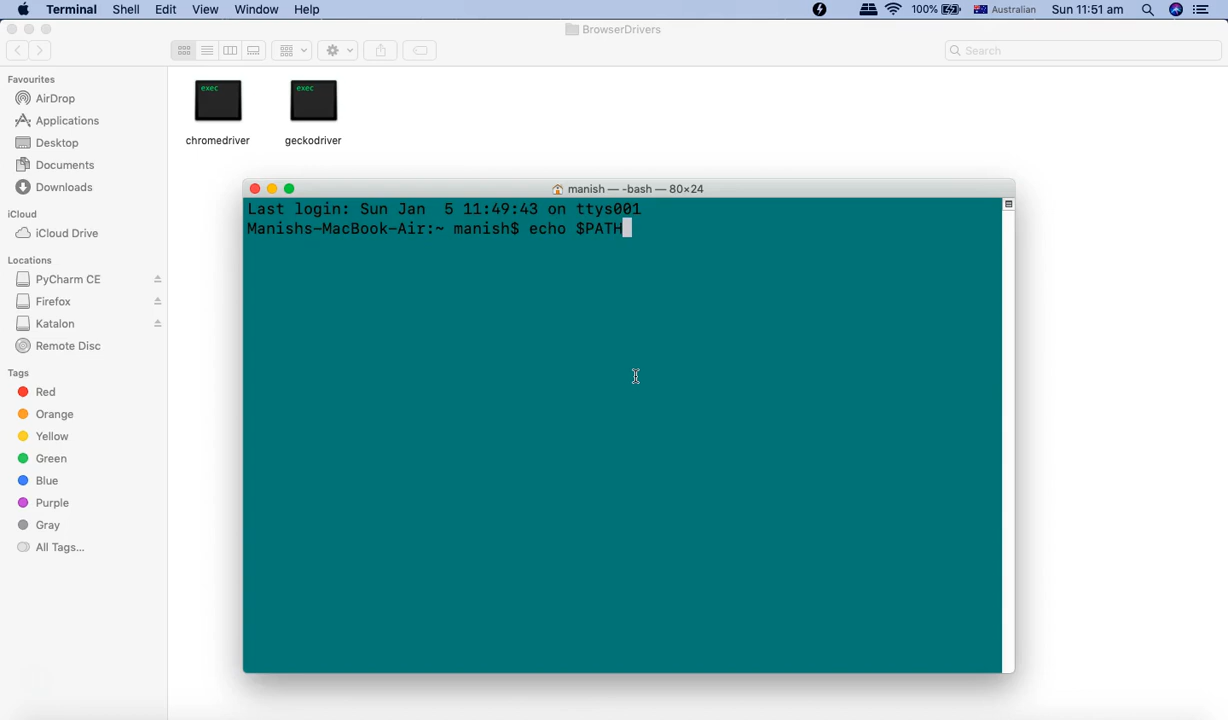 Terminal Shell Edit View Window Help 100% Australian Sun 11:51 am
BrowserDrivers
Search
Favourites
AirDrop
Applications
Desktop
Documents
Downloads
iCloud
iCloud Drive
Locations
PyCharm CE
Firefox
Katalon
Remote Disc
Tags
Red
Orange
Yellow
Green
Blue
Purple
Gray
All Tags...
exec exec
chromedriver geckodriver
manish — -bash — 80×24
Last login: Sun Jan  5 11:49:43 on ttys001
Manishs-MacBook-Air:~ manish$ echo $PATH